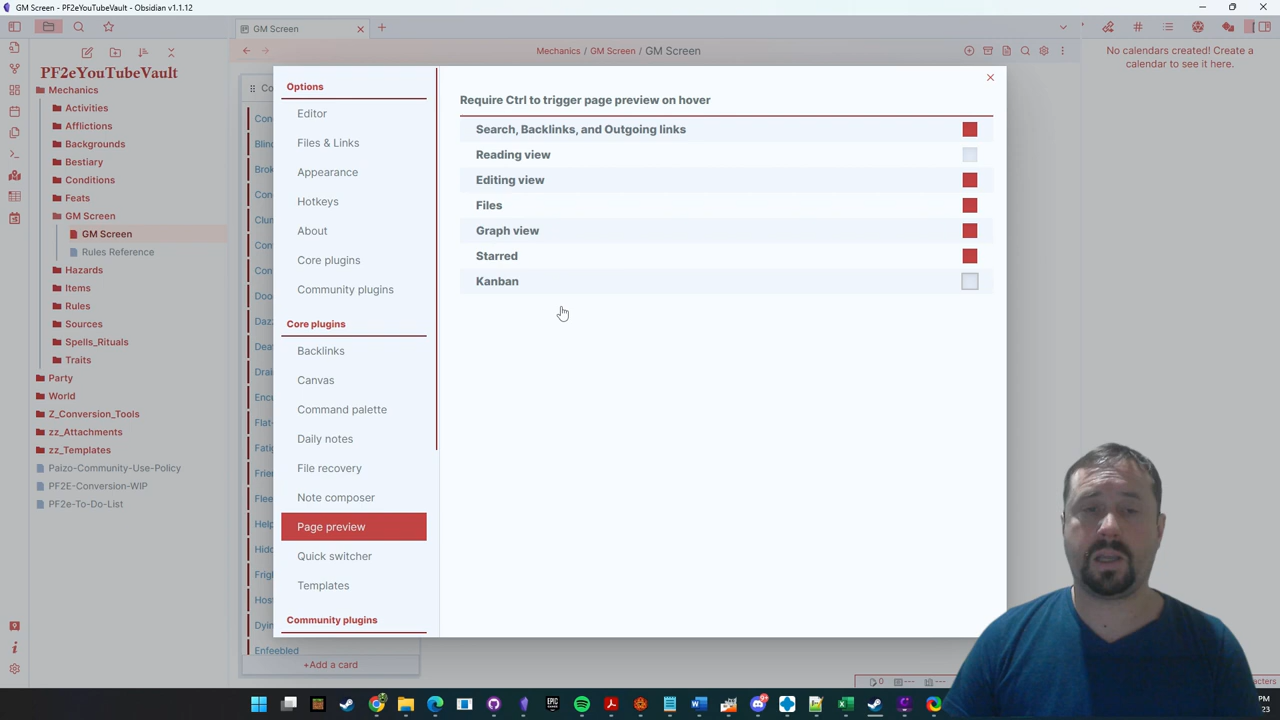 GM Screen - PF2eYouTubeVault - Obsidian v1.1.12
GM Screen
Mechanics / GM Screen / GM Screen
No calendars created! Create a
calendar to see it here.
PF2eYouTubeVault
Mechanics
Activities
Afflictions
Backgrounds
Bestiary
Conditions
Feats
GM Screen
GM Screen
Rules Reference
Hazards
Items
Rules
Sources
Spells_Rituals
Traits
Party
World
Z_Conversion_Tools
zz_Attachments
zz_Templates
Paizo-Community-Use-Policy
PF2E-Conversion-WIP
PF2e-To-Do-List
Options
Editor
Files & Links
Appearance
Hotkeys
About
Core plugins
Community plugins
Core plugins
Backlinks
Canvas
Command palette
Daily notes
File recovery
Note composer
Page preview
Quick switcher
Templates
Community plugins
Require Ctrl to trigger page preview on hover
Search, Backlinks, and Outgoing links
Reading view
Editing view
Files
Graph view
Starred
Kanban
Enfeebled
+Add a card
0
EPIC
PM
23